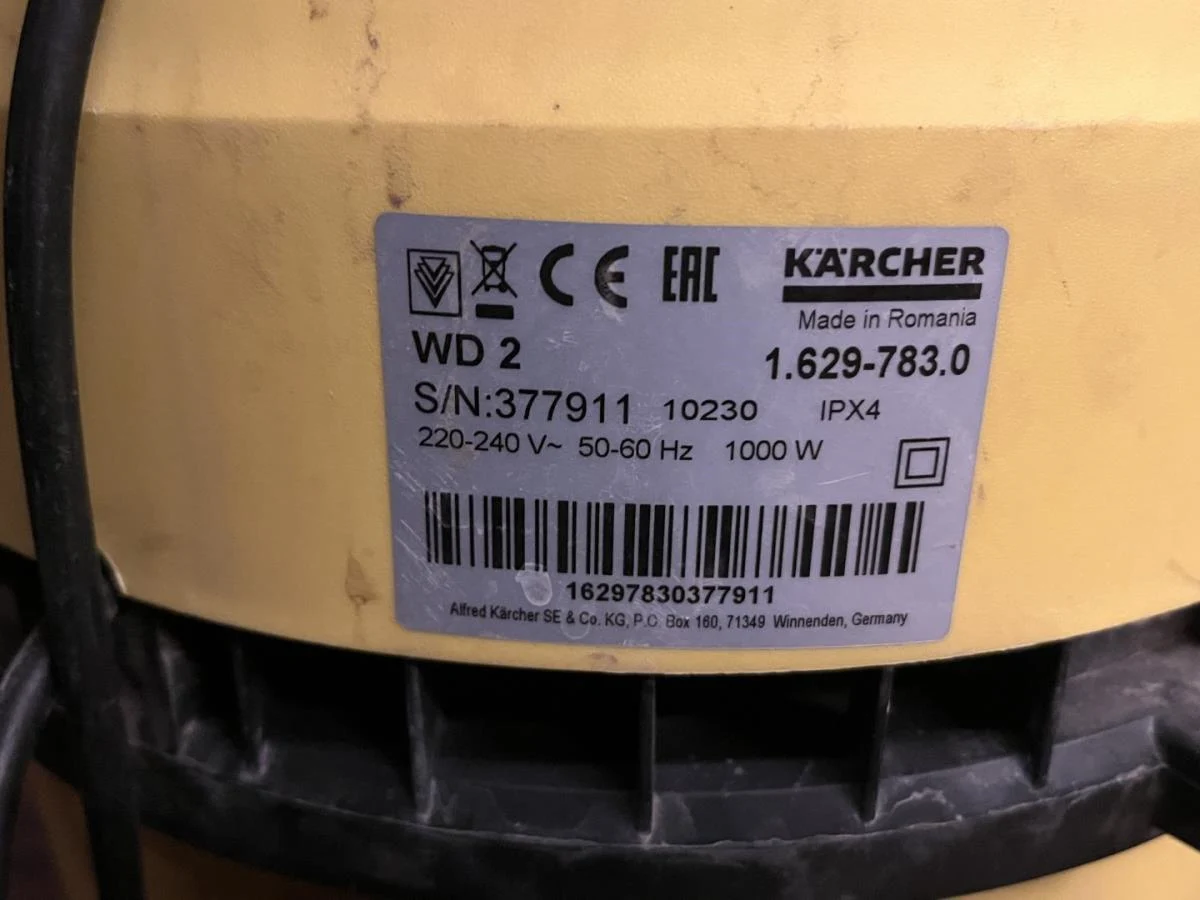 CE EAC KÄRCHER
Made in Romania
WD 2 1.629-783.0
S/N:377911 10230 IPX4
220-240 V~ 50-60 Hz 1000 W
16297830377911
Alfred Kärcher SE & Co. KG, P.O. Box 160, 71349 Winnenden, Germany